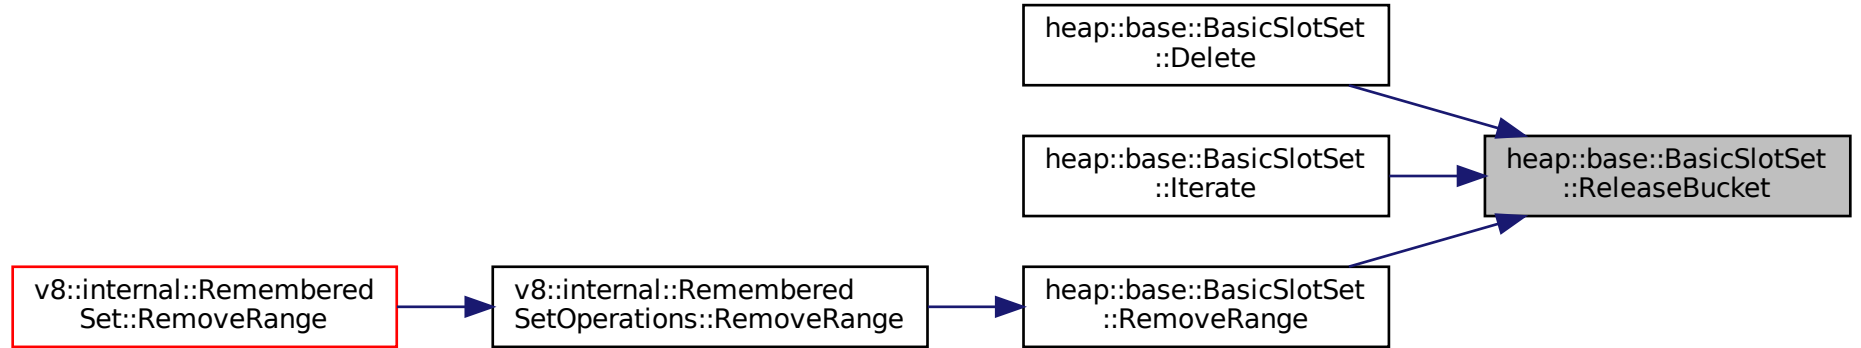 heap::base::BasicSlotSet
::Delete
heap::base::BasicSlotSet
::Iterate
heap::base::BasicSlotSet
::ReleaseBucket
v8::internal::Remembered
Set::RemoveRange
v8::internal::Remembered
SetOperations::RemoveRange
heap::base::BasicSlotSet
::RemoveRange